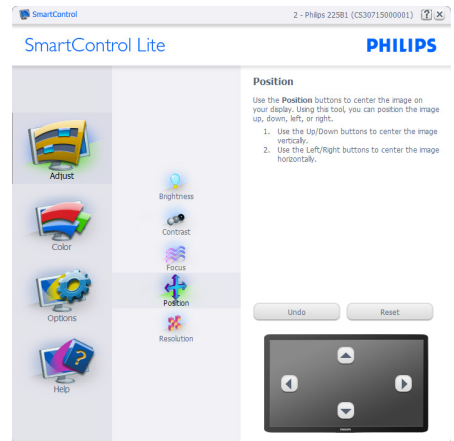 SmartControl
2 - Philips 225B1 (CS30715000001)
SmartControl Lite
PHILIPS
Adjust
Color
Options
Help
Brightness
Contrast
Focus
Position
Resolution
Position
Use the Position buttons to center the image on
your display. Using this tool, you can position the image
up, down, left, or right.
1. Use the Up/Down buttons to center the image
vertically.
2. Use the Left/Right buttons to center the image
horizontally.
Undo
Reset
PHILIPS